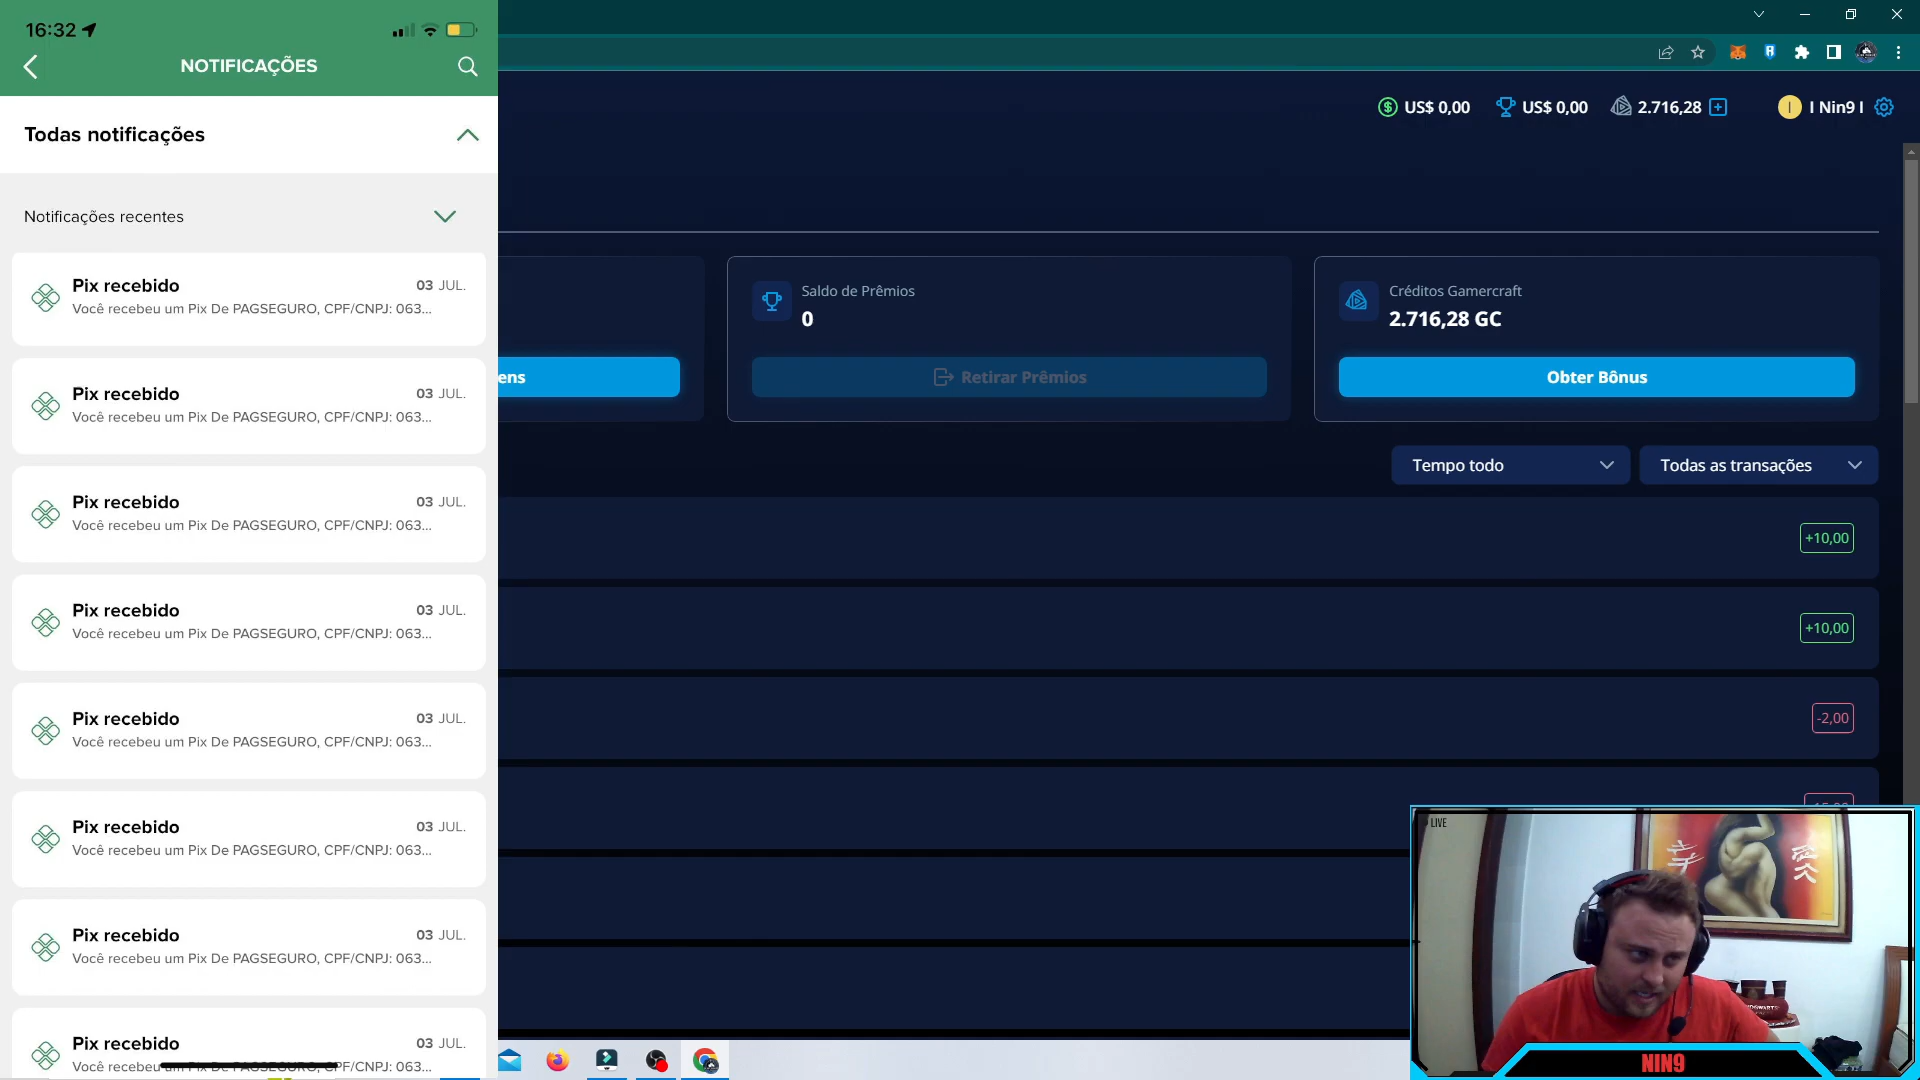 16:32
NOTIFICAÇÕES
Todas notificações
Notificações recentes
Pix recebido
03 JUL.
Você recebeu um Pix De PAGSEGURO, CPF/CNPJ: 063...
Pix recebido
03 JUL.
Você recebeu um Pix De PAGSEGURO, CPF/CNPJ: 063...
Pix recebido
03 JUL.
Você recebeu um Pix De PAGSEGURO, CPF/CNPJ: 063...
Pix recebido
03 JUL.
Você recebeu um Pix De PAGSEGURO, CPF/CNPJ: 063...
Pix recebido
03 JUL.
Você recebeu um Pix De PAGSEGURO, CPF/CNPJ: 063...
Pix recebido
03 JUL.
Você recebeu um Pix De PAGSEGURO, CPF/CNPJ: 063...
Pix recebido
03 JUL.
Você recebeu um Pix De PAGSEGURO, CPF/CNPJ: 063...
Pix recebido
03 JUL.
Você recebeu um Pix De PAGSEGURO, CPF/CNPJ: 063...
US$ 0,00
US$ 0,00
2.716,28
I Nin9 I
Saldo de Prêmios
0
Retirar Prêmios
Créditos Gamercraft
2.716,28 GC
Obter Bônus
ens
Tempo todo
Todas as transações
+10,00
+10,00
-2,00
LIVE
NIN9